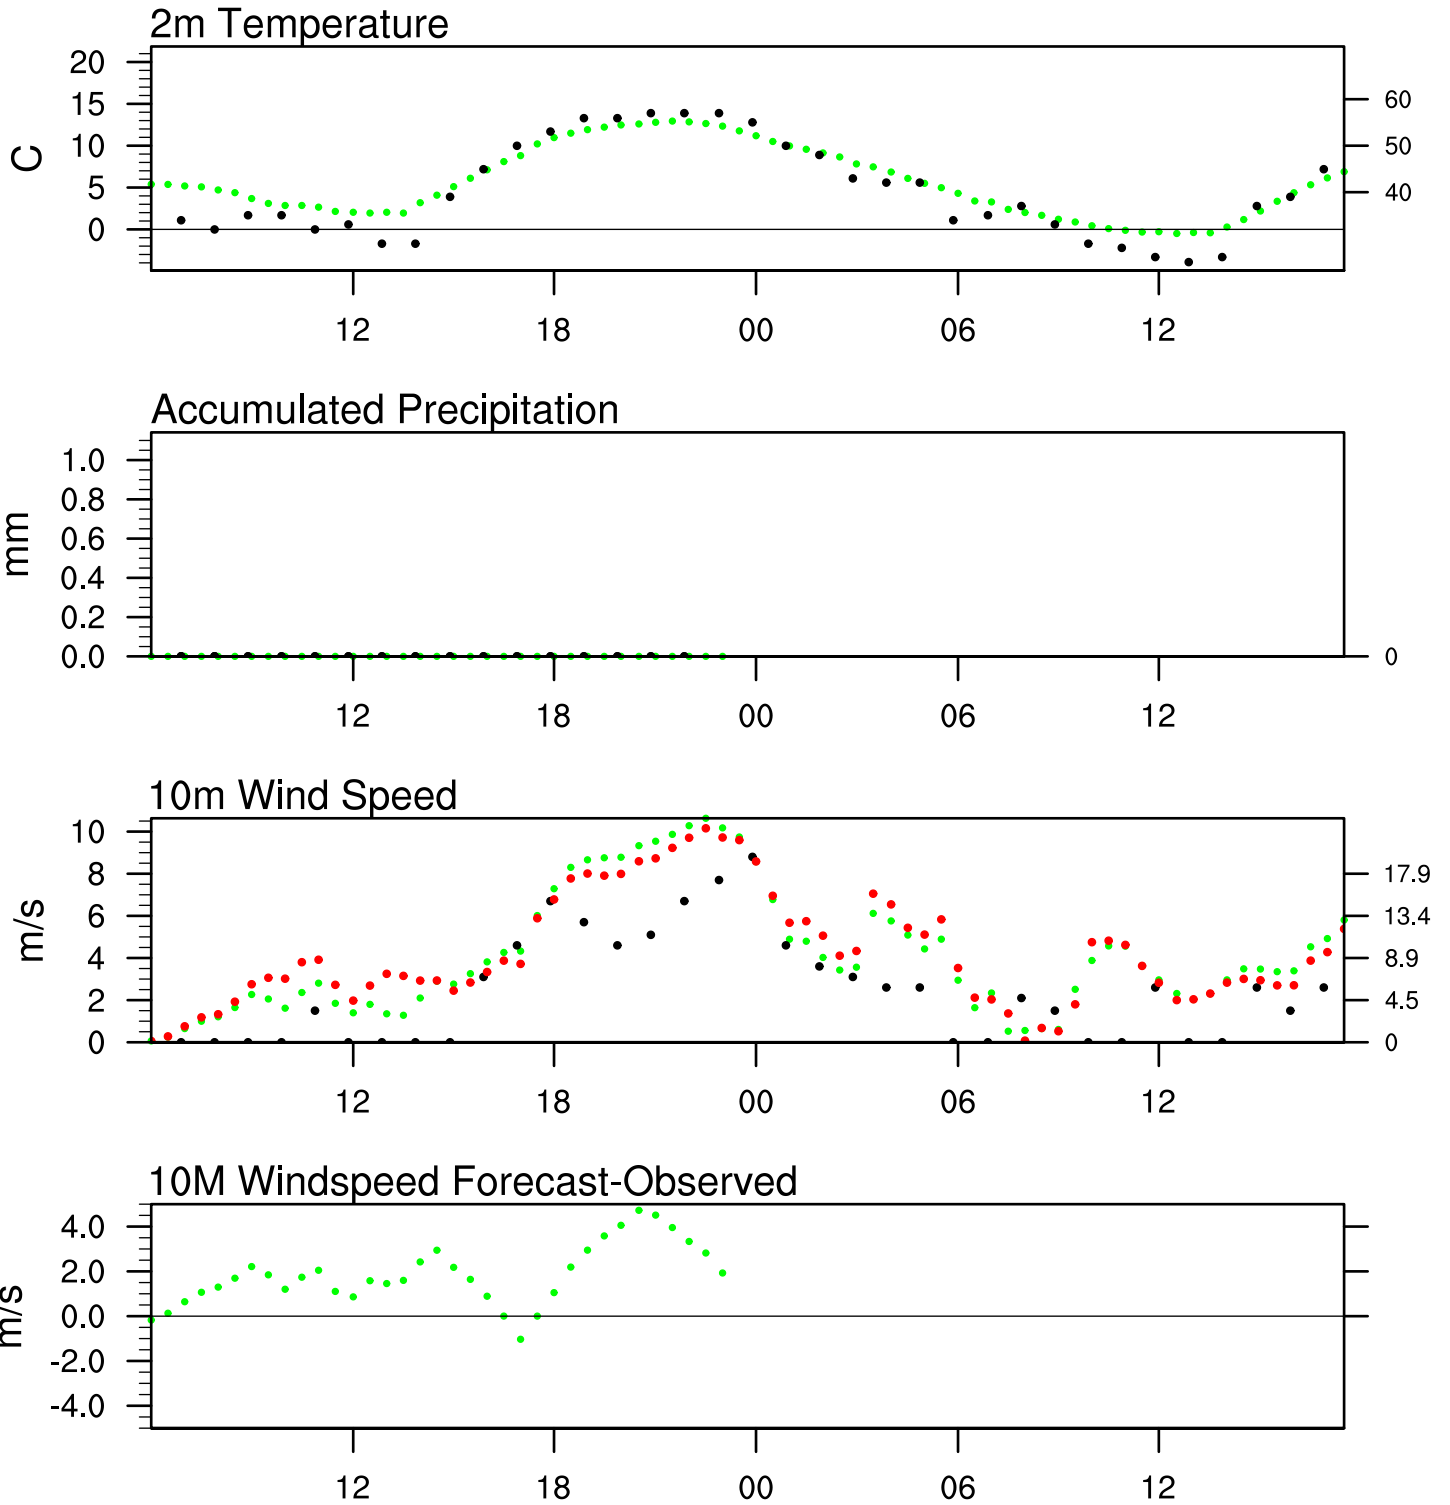 2m Temperature
20
15
10
5
0
C
60
50
40
12 18 00 06 12
Accumulated Precipitation
1.0
0.8
0.6
0.4
0.2
0.0
mm
0
12 18 00 06 12
10m Wind Speed
10
8
6
4
2
0
m/s
17.9
13.4
8.9
4.5
0
12 18 00 06 12
10M Windspeed Forecast-Observed
4.0
2.0
0.0
-2.0
-4.0
m/s
12 18 00 06 12